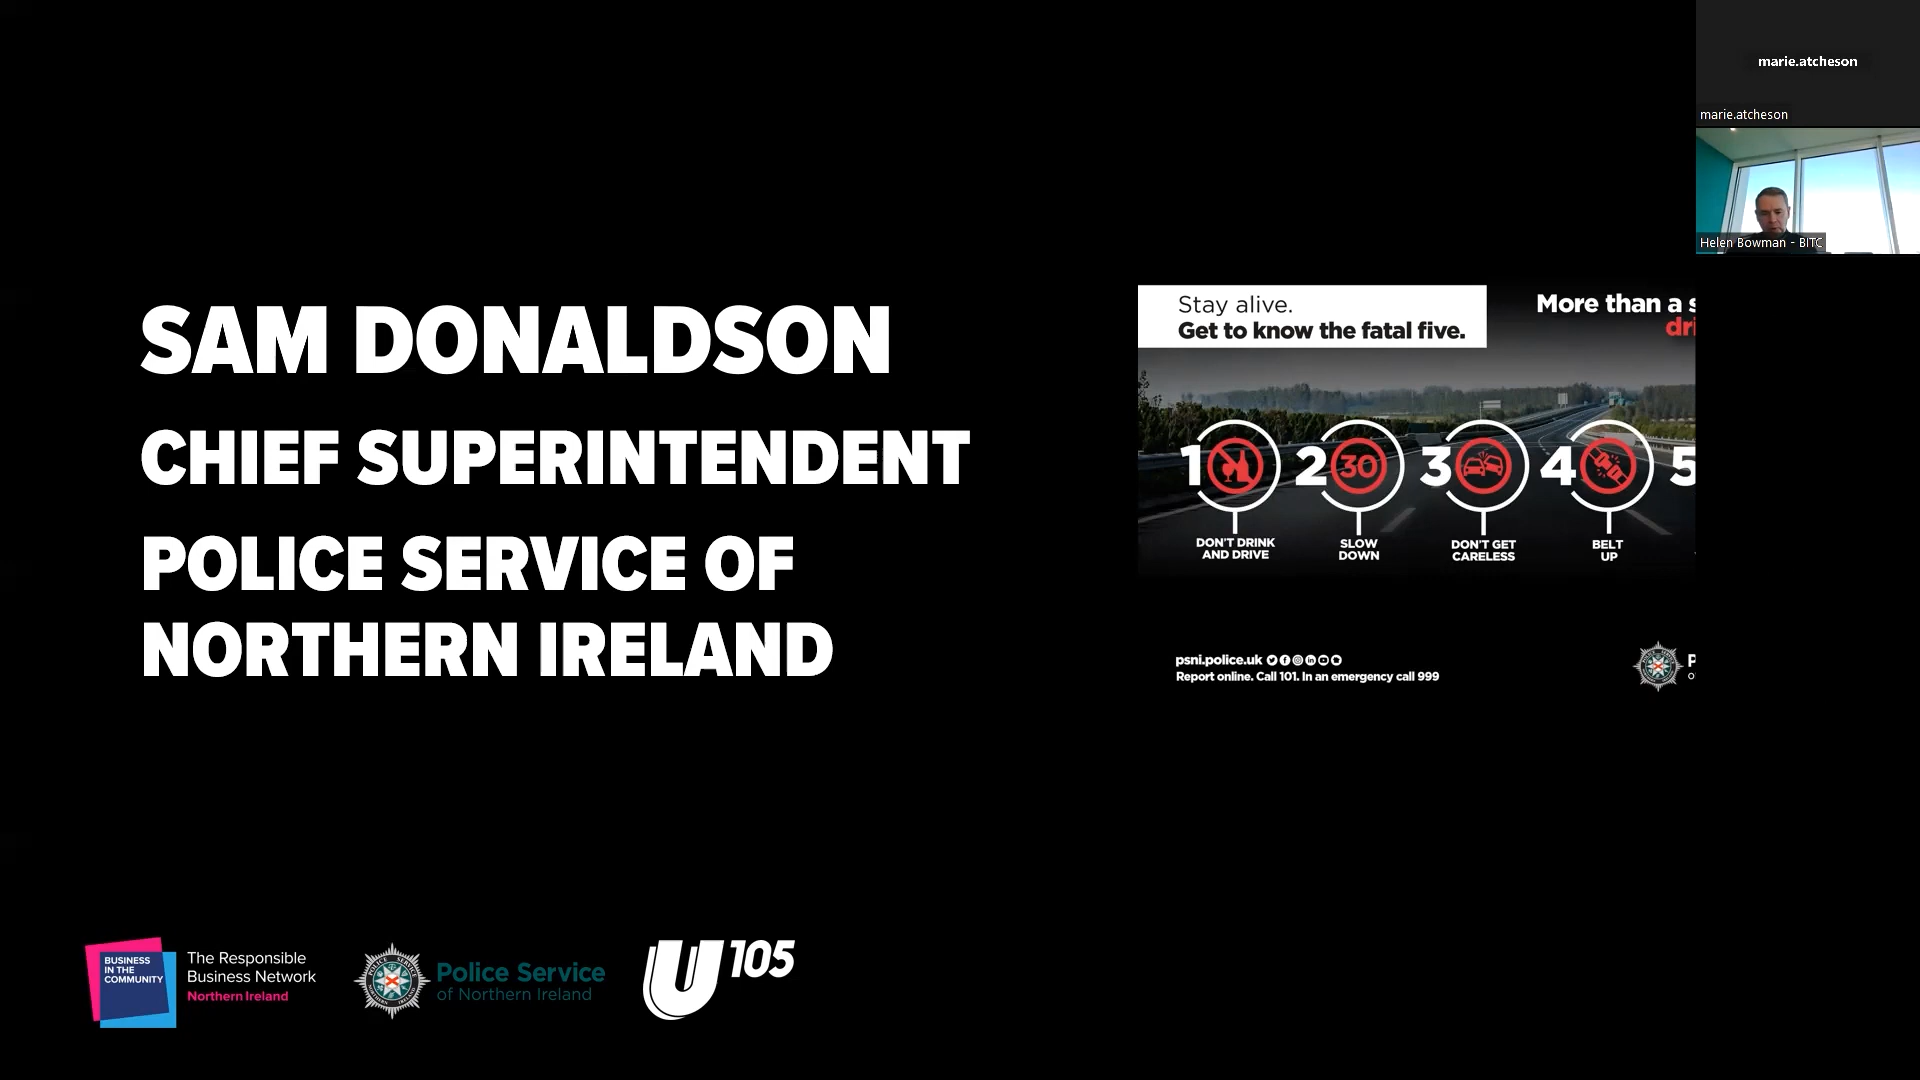 marie.atcheson
marie.atcheson
Helen Bowman - BITC
SAM DONALDSON
CHIEF SUPERINTENDENT
POLICE SERVICE OF
NORTHERN IRELAND
Stay alive.
Get to know the fatal five.
More than a
1
2 30
3
4
5
DON'T DRINK
AND DRIVE
SLOW
DOWN
DON'T GET
CARELESS
BELT
UP
psni.police.uk
Report online. Call 101. In an emergency call 999
BUSINESS
IN THE
COMMUNITY
The Responsible
Business Network
Northern Ireland
Police Service
of Northern Ireland
U105